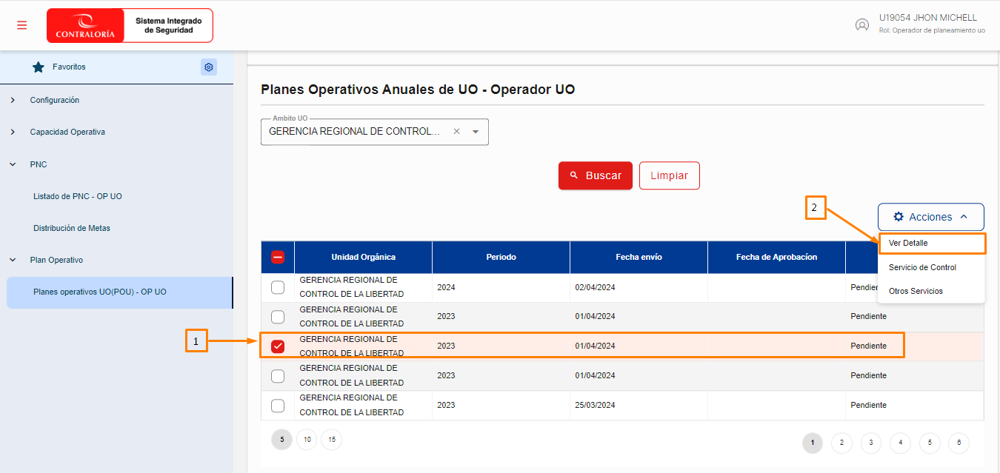 CONTRALORÍA
Sistema Integrado
de Seguridad
U19054 JHON MICHELL
Rol: Operador de planeamiento uo
Favoritos
Configuración
Capacidad Operativa
PNC
Listado de PNC - OP UO
Distribución de Metas
Plan Operativo
Planes operativos UO(POU) - OP UO
Planes Operativos Anuales de UO - Operador UO
Ambito UO
GERENCIA REGIONAL DE CONTROL...
Buscar
Limpiar
2
Acciones
Ver Detalle
Servicio de Control
Otros Servicios
Unidad Orgánica
Periodo
Fecha envío
Fecha de Aprobacíon
GERENCIA REGIONAL DE
CONTROL DE LA LIBERTAD
2024
02/04/2024
Pendien
GERENCIA REGIONAL DE
CONTROL DE LA LIBERTAD
2023
01/04/2024
Pendiente
1
GERENCIA REGIONAL DE
CONTROL DE LA LIBERTAD
2023
01/04/2024
Pendiente
GERENCIA REGIONAL DE
CONTROL DE LA LIBERTAD
2023
01/04/2024
Pendiente
GERENCIA REGIONAL DE
CONTROL DE LA LIBERTAD
2023
25/03/2024
Pendiente
5 10 15
1 2 3 4 5 6